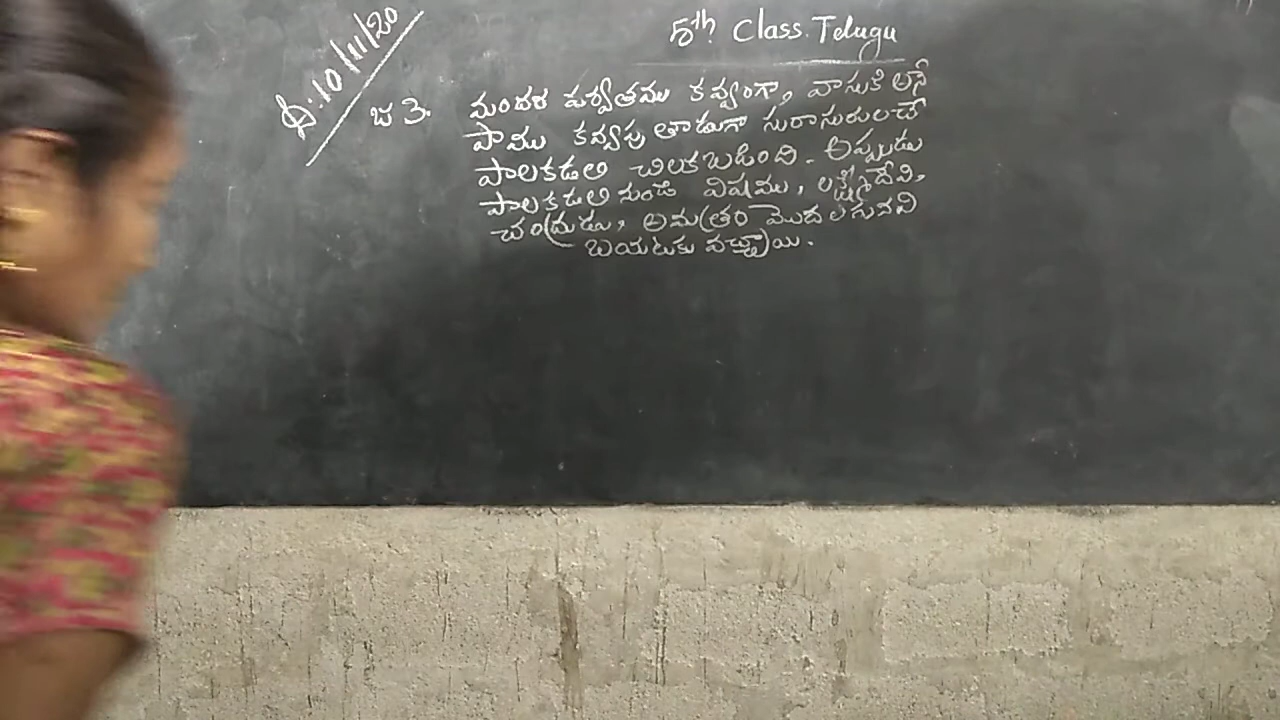 5th Class Telugu
D: 10/11/20
జ 3. మందర పర్వతము కవ్వంగా, వాసుకి అనే
పాము కవ్వపు తాడుగా సురాసురులచే
పాలకడలి చిలకబడింది. అప్పుడు
పాలకడలి నుండి విషము, లక్ష్మీదేవి,
చంద్రుడు, అమృతం మొదలగునవి
బయటకు వచ్చాయి.